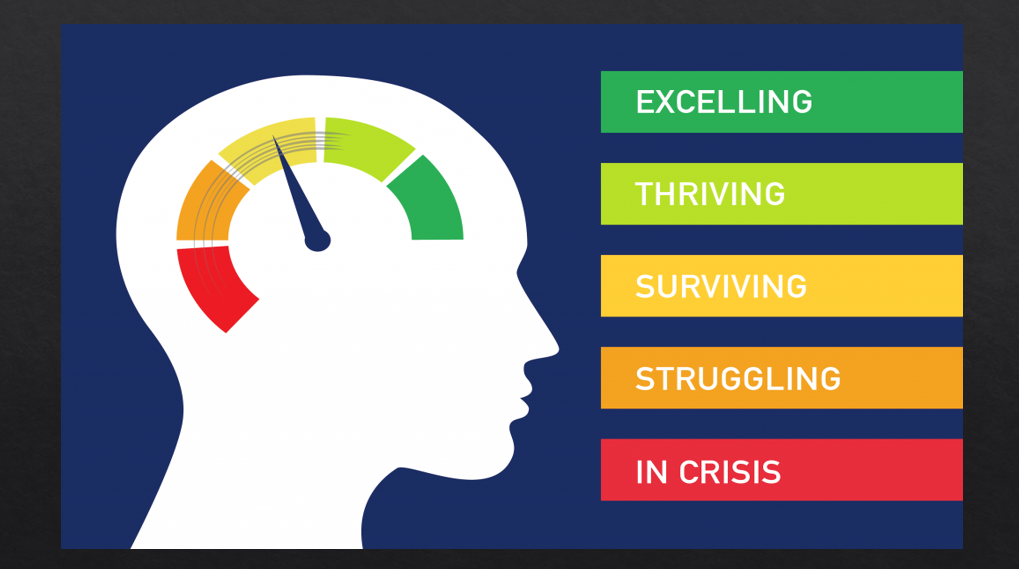 EXCELLING
THRIVING
SURVIVING
STRUGGLING
IN CRISIS